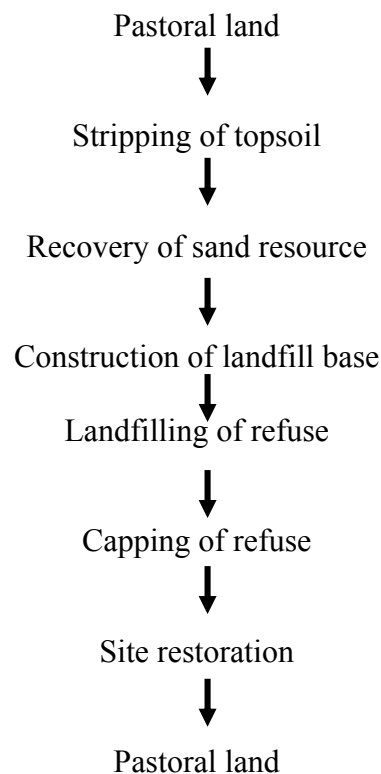 Pastoral land
Stripping of topsoil
Recovery of sand resource
Construction of landfill base
Landfilling of refuse
Capping of refuse
Site restoration
Pastoral land